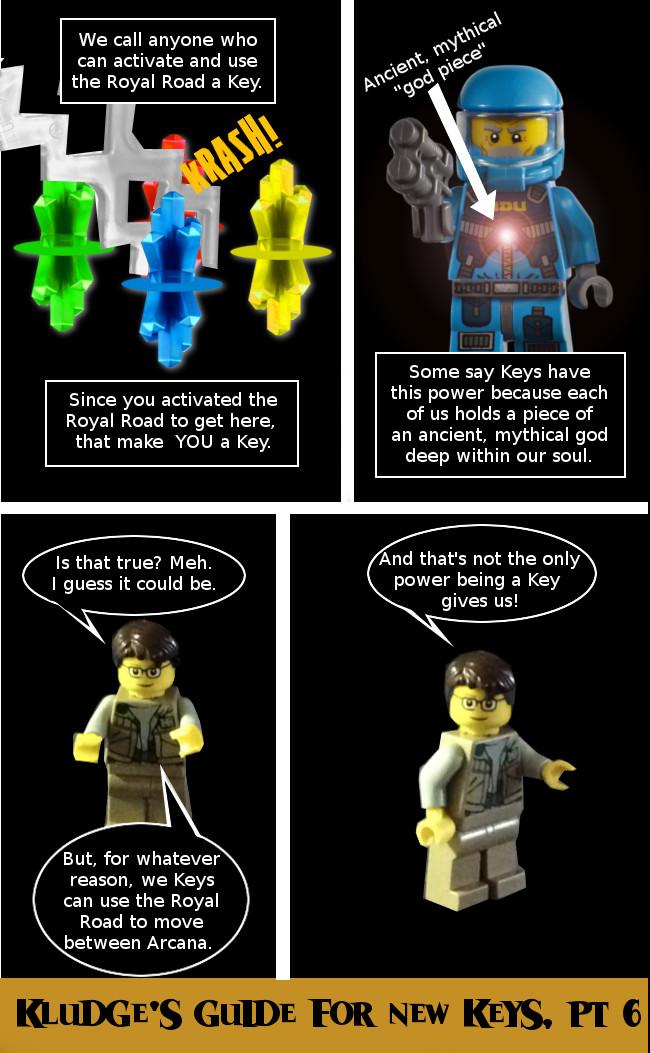 We call anyone who
can activate and use
the Royal Road a Key.
KRASH!
Since you activated the
Royal Road to get here,
that make YOU a Key.
Ancient, mythical
"god piece"
Some say Keys have
this power because each
of us holds a piece of
an ancient, mythical god
deep within our soul.
Is that true? Meh.
I guess it could be.
But, for whatever
reason, we Keys
can use the Royal
Road to move
between Arcana.
And that's not the only
power being a Key
gives us!
KLUDGE'S GUIDE FOR NEW KEYS, PT 6